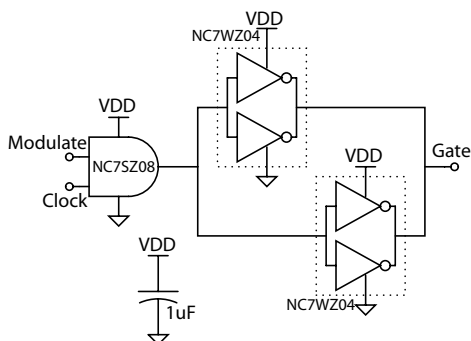 VDD
NC7WZ04
VDD
Modulate
NC7SZ08
Clock
Gate
VDD
VDD
1uF
NC7WZ04